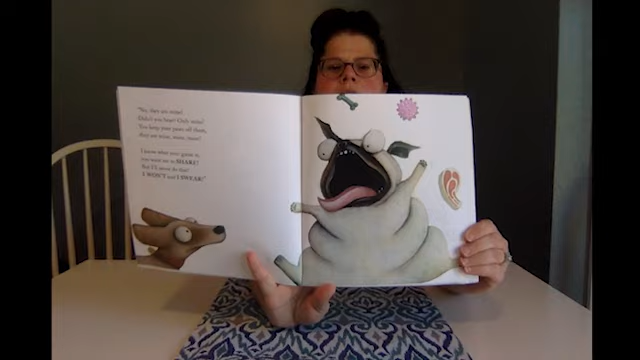 "No, they are mine!
Didn't you hear? Only mine!
You keep your paws off them,
they are mine, mine, mine!
I know what your game is,
you want me to SHARE!
But I'll never do that!
I WON'T and I SWEAR!"